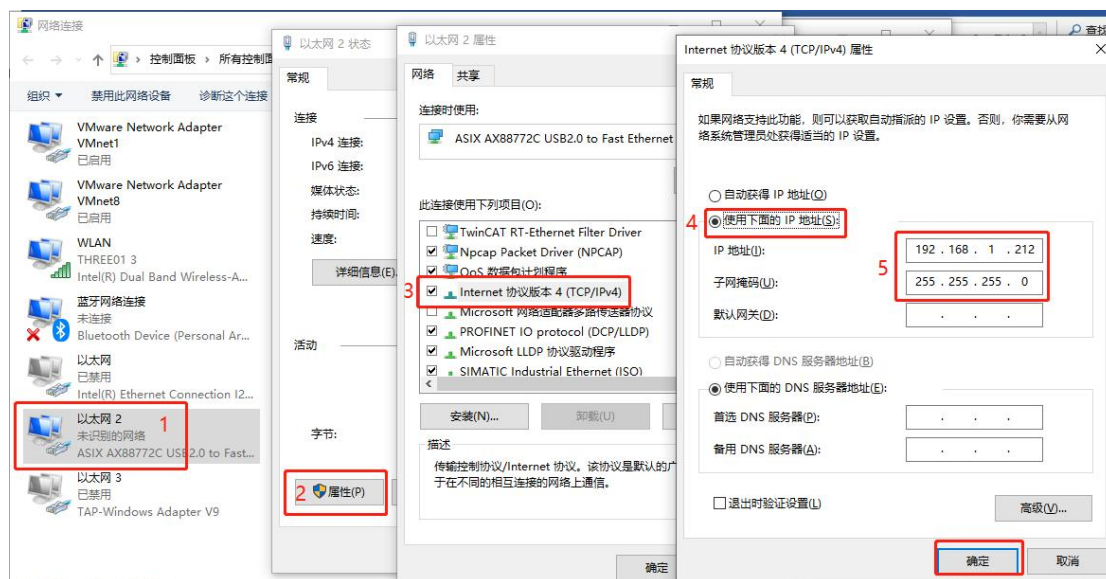 网络连接
控制面板 › 所有控制面
组织
禁用此网络设备
诊断这个连接
VMware Network Adapter
VMnet1
已启用
VMware Network Adapter
VMnet8
已启用
WLAN
THREE01 3
Intel(R) Dual Band Wireless-A...
蓝牙网络连接
未连接
Bluetooth Device (Personal Ar...
以太网
已禁用
Intel(R) Ethernet Connection I2...
以太网 2
1
未识别的网络
ASIX AX88772C USB2.0 to Fast...
以太网 3
已禁用
TAP-Windows Adapter V9
以太网 2 状态
常规
连接
IPv4 连接:
IPv6 连接:
媒体状态:
持续时间:
速度:
详细信息(E)
活动
字节:
2
属性(P)
以太网 2 属性
网络
共享
连接时使用:
ASIX AX88772C USB2.0 to Fast Ethernet
此连接使用下列项目(O):
TwinCAT RT-Ethernet Filter Driver
Npcap Packet Driver (NPCAP)
QoS 数据包计划程序
3
Internet 协议版本 4 (TCP/IPv4)
Microsoft 网络适配器多路传送器协议
PROFINET IO protocol (DCP/LLDP)
Microsoft LLDP 协议驱动程序
SIMATIC Industrial Ethernet (ISO)
安装(N)...
卸载(U)
描述
传输控制协议/Internet 协议。该协议是默认的广
于在不同的相互连接的网络上通信。
确定
查找
Internet 协议版本 4 (TCP/IPv4) 属性
常规
如果网络支持此功能，则可以获取自动指派的 IP 设置。否则，你需要从网
络系统管理员处获得适当的 IP 设置。
自动获得 IP 地址(O)
4
使用下面的 IP 地址(S):
IP 地址(I):
192 . 168 . 1 . 212
5
子网掩码(U):
255 . 255 . 255 . 0
默认网关(D):
. . .
自动获得 DNS 服务器地址(B)
使用下面的 DNS 服务器地址(E):
首选 DNS 服务器(P):
. . .
备用 DNS 服务器(A):
. . .
退出时验证设置(L)
高级(V)...
确定
取消